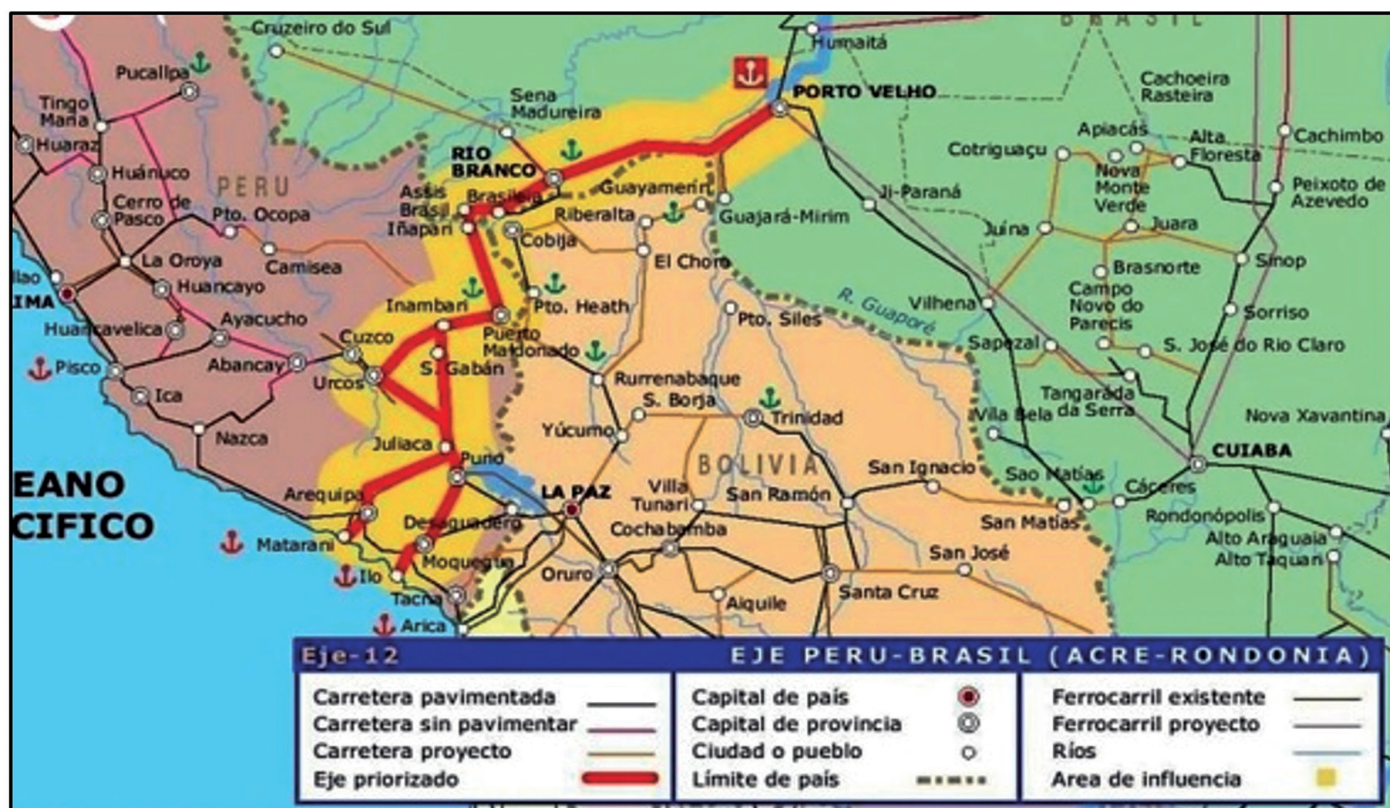 Cruzeiro do Sul
BRASIL
Humaitá
Pucallpa
Cachoeira
Rasteira
PORTO VELHO
Tingo
Maria
Sena
Madureira
Apiacás
Alta
Floresta
Cachimbo
Huaraz
Cotriguaçu
RIO
BRANCO
Huánuco
PERU
Nova
Monte
Verde
Peixoto de
Azevedo
Assis
Brasil
Brasileia
Guayamerín
Ji-Paraná
Cerro de
Pasco
Pto. Ocopa
Riberalta
Guajará-Mirim
Iñapari
Juína
Juara
Cobija
La Oroya
Camisea
El Choro
Sinop
Brasnorte
llao
IMA
Huancayo
Inambari
Pto. Heath
Campo
Novo do
Parecis
Vilhena
R. Guaporé
Ayacucho
Pto. Siles
Sorriso
Huancavelica
Cuzco
Puerto
Maldonado
Sapezal
S. José do Rio Claro
Pisco
Abancay
Urcos
S. Gabán
Rurrenabaque
Tangaráda
da Serra
Ica
S. Borja
Trinidad
Vila Bela
Nova Xavantina
Nazca
Juliaca
Yúcumo
CUIABA
Puno
BOLIVIA
San Ignacio
Sao Matías
EANO
CIFICO
Arequipa
LA PAZ
Villa
Tunari
San Ramón
Cáceres
Desaguadero
San Matías
Rondonópolis
Matarani
Cochabamba
Alto Araguaia
Moquegua
San José
Alto Taquari
Ilo
Oruro
Tacna
Aiquile
Santa Cruz
Arica
Eje-12 EJE PERU-BRASIL (ACRE-RONDONIA)
Carretera pavimentada
Carretera sin pavimentar
Carretera proyecto
Eje priorizado
Capital de país
Capital de provincia
Ciudad o pueblo
Límite de país
Ferrocarril existente
Ferrocarril proyecto
Ríos
Area de influencia